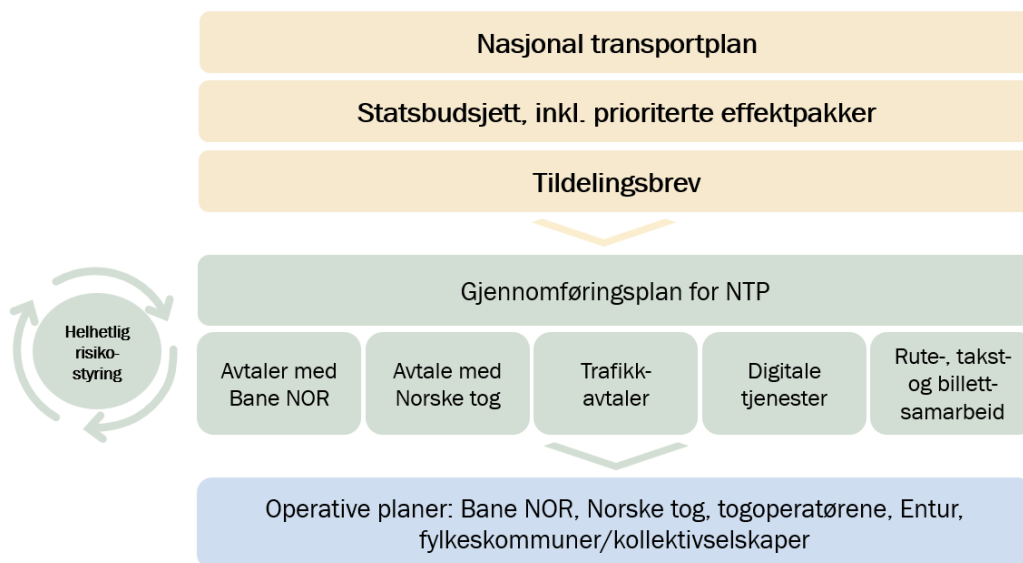 Nasjonal transportplan
Statsbudsjett, inkl. prioriterte effektpakker
Tildelingsbrev
Gjennomføringsplan for NTP
Helhetlig
risiko-
styring
Avtaler med
Bane NOR
Avtale med
Norske tog
Trafikk-
avtaler
Digitale
tjenester
Rute-, takst-
og billett-
samarbeid
Operative planer: Bane NOR, Norske tog, togoperatørene, Entur,
fylkeskommuner/kollektivselskaper